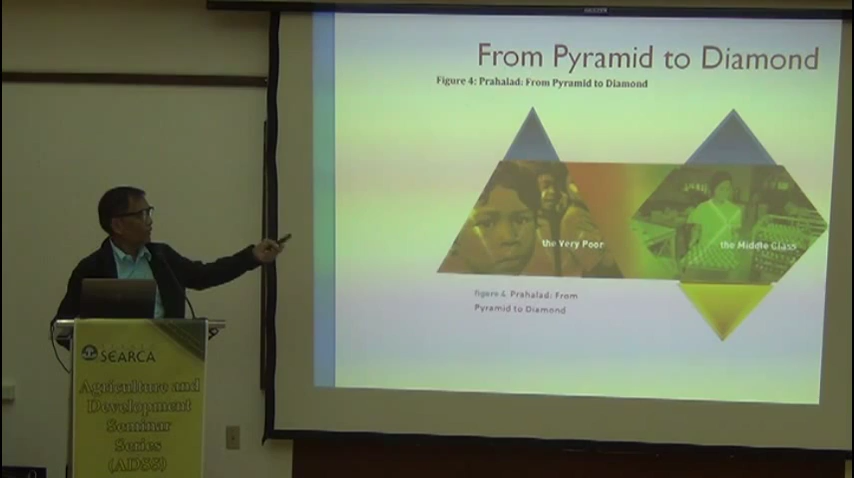 From Pyramid to Diamond
Figure 4: Prahalad: From Pyramid to Diamond
the Very Poor
the Middle Class
Figure 4. Prahalad: From
Pyramid to Diamond
SEARCA
Agriculture and
Development
Seminar
Series
(ADSS)